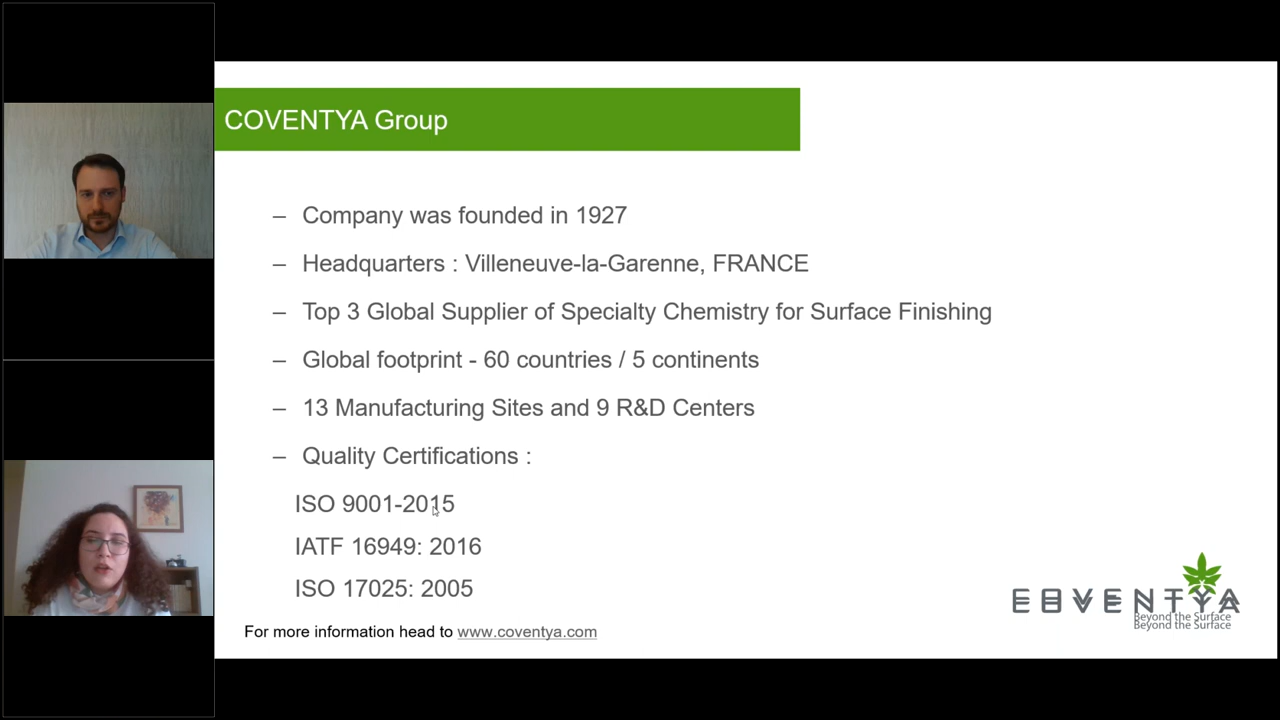 COVENTYA Group
– Company was founded in 1927
– Headquarters : Villeneuve-la-Garenne, FRANCE
– Top 3 Global Supplier of Specialty Chemistry for Surface Finishing
– Global footprint - 60 countries / 5 continents
– 13 Manufacturing Sites and 9 R&D Centers
– Quality Certifications :
ISO 9001-2015
IATF 16949: 2016
ISO 17025: 2005
COVENTYA
Beyond the Surface
Beyond the Surface
For more information head to www.coventya.com